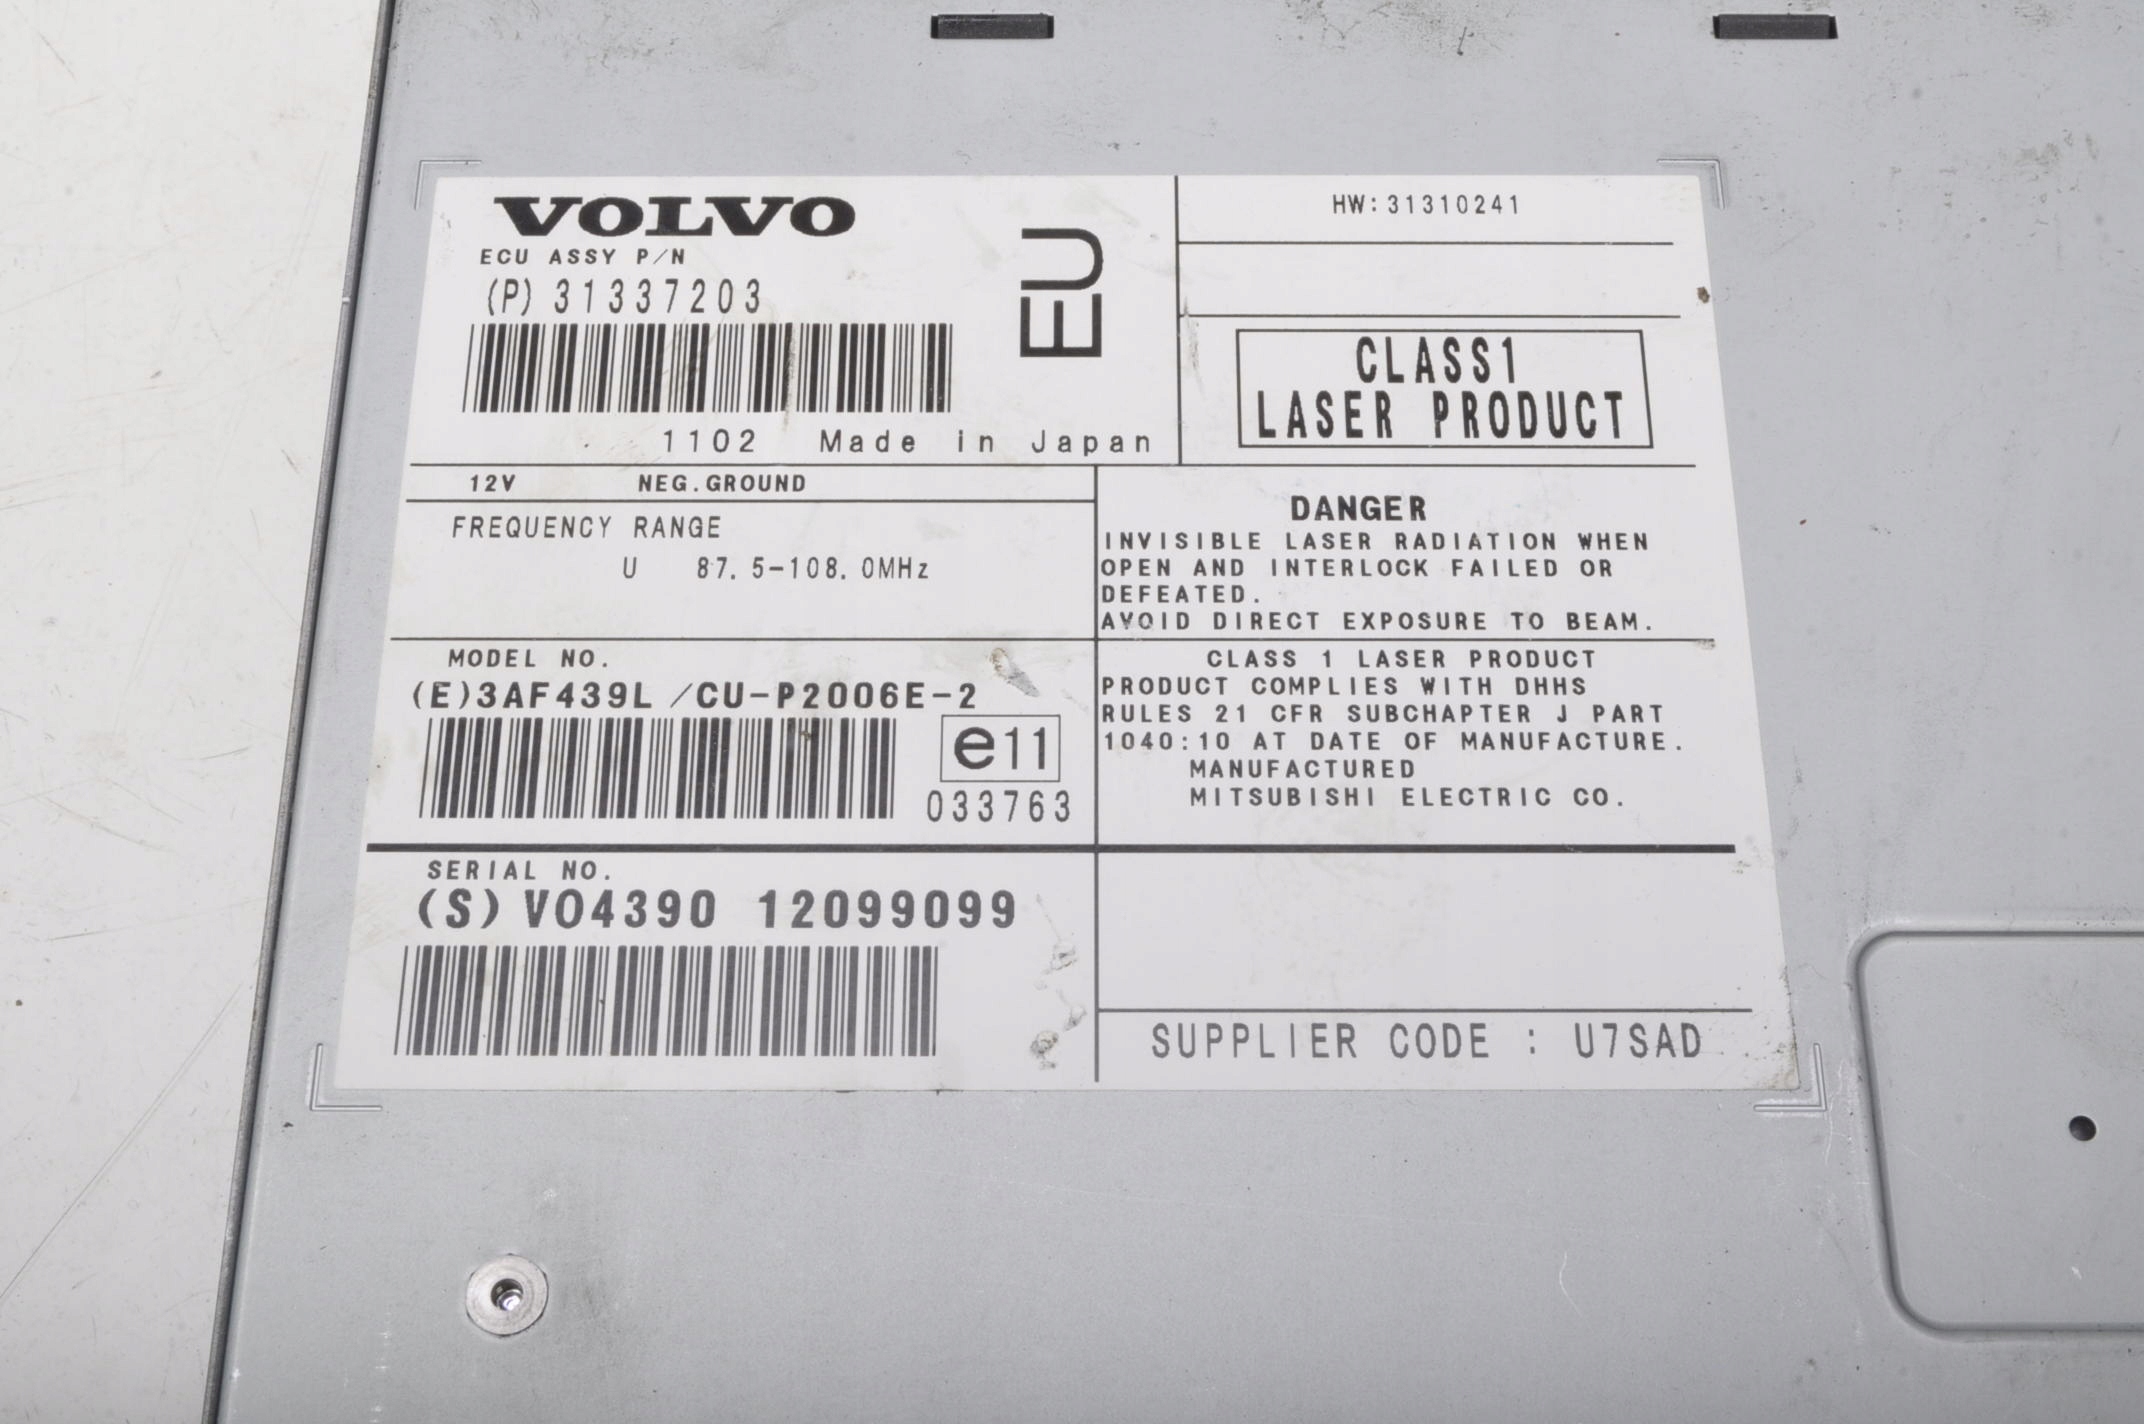 VOLVO
ECU ASSY P/N
(P) 31337203
EU
1102 Made in Japan
HW:31310241
CLASS1
LASER PRODUCT
12V NEG.GROUND
FREQUENCY RANGE
U 87.5-108.0MHz
DANGER
INVISIBLE LASER RADIATION WHEN
OPEN AND INTERLOCK FAILED OR
DEFEATED.
AVOID DIRECT EXPOSURE TO BEAM.
MODEL NO.
(E)3AF439L /CU-P2006E-2
e11
033763
CLASS 1 LASER PRODUCT
PRODUCT COMPLIES WITH DHHS
RULES 21 CFR SUBCHAPTER J PART
1040:10 AT DATE OF MANUFACTURE.
MANUFACTURED
MITSUBISHI ELECTRIC CO.
SERIAL NO.
(S) VO4390 12099099
SUPPLIER CODE : U7SAD